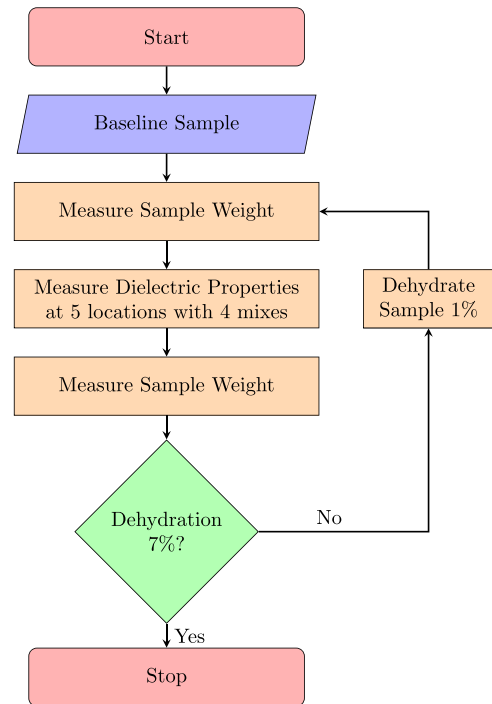 Start
Baseline Sample
Measure Sample Weight
Measure Dielectric Properties
at 5 locations with 4 mixes
Dehydrate
Sample 1%
Measure Sample Weight
Dehydration
7%?
No
Yes
Stop